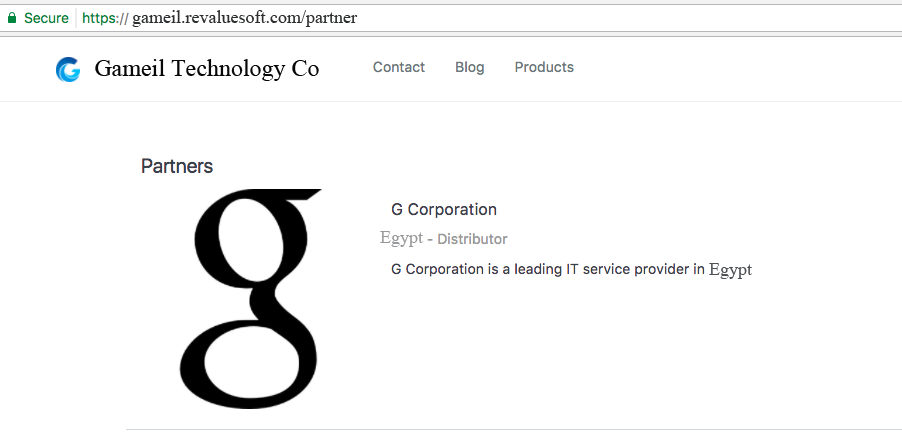 Secure https:// gameil.revaluesoft.com/partner
Gameil Technology Co Contact Blog Products
Partners
G Corporation
Egypt - Distributor
G Corporation is a leading IT service provider in Egypt
g